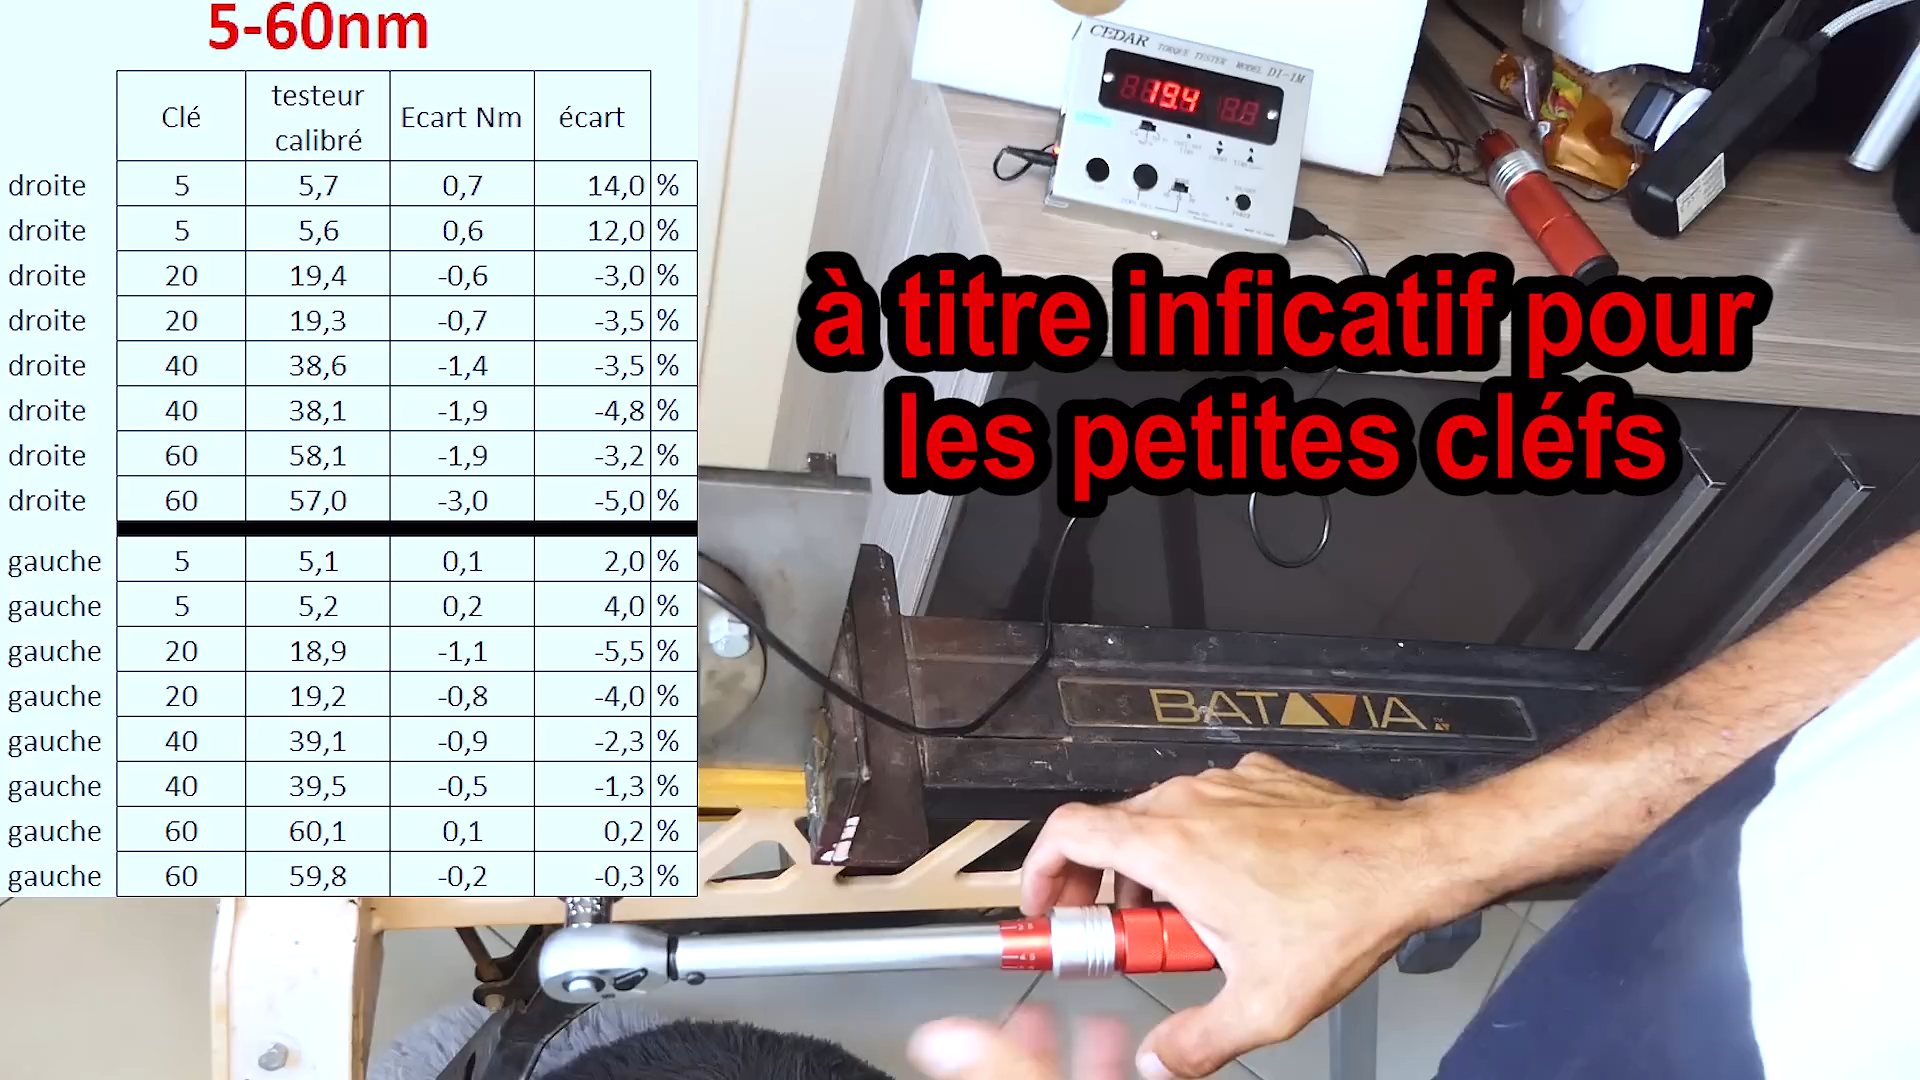 5-60nm
Clé testeur calibré Ecart Nm écart
droite 5 5,7 0,7 14,0 %
droite 5 5,6 0,6 12,0 %
droite 20 19,4 -0,6 -3,0 %
droite 20 19,3 -0,7 -3,5 %
droite 40 38,6 -1,4 -3,5 %
droite 40 38,1 -1,9 -4,8 %
droite 60 58,1 -1,9 -3,2 %
droite 60 57,0 -3,0 -5,0 %
gauche 5 5,1 0,1 2,0 %
gauche 5 5,2 0,2 4,0 %
gauche 20 18,9 -1,1 -5,5 %
gauche 20 19,2 -0,8 -4,0 %
gauche 40 39,1 -0,9 -2,3 %
gauche 40 39,5 -0,5 -1,3 %
gauche 60 60,1 0,1 0,2 %
gauche 60 59,8 -0,2 -0,3 %
CEDAR TORQUE TESTER MODEL DI-1M
19.4
à titre inficatif pour
les petites cléfs
BATAVIA